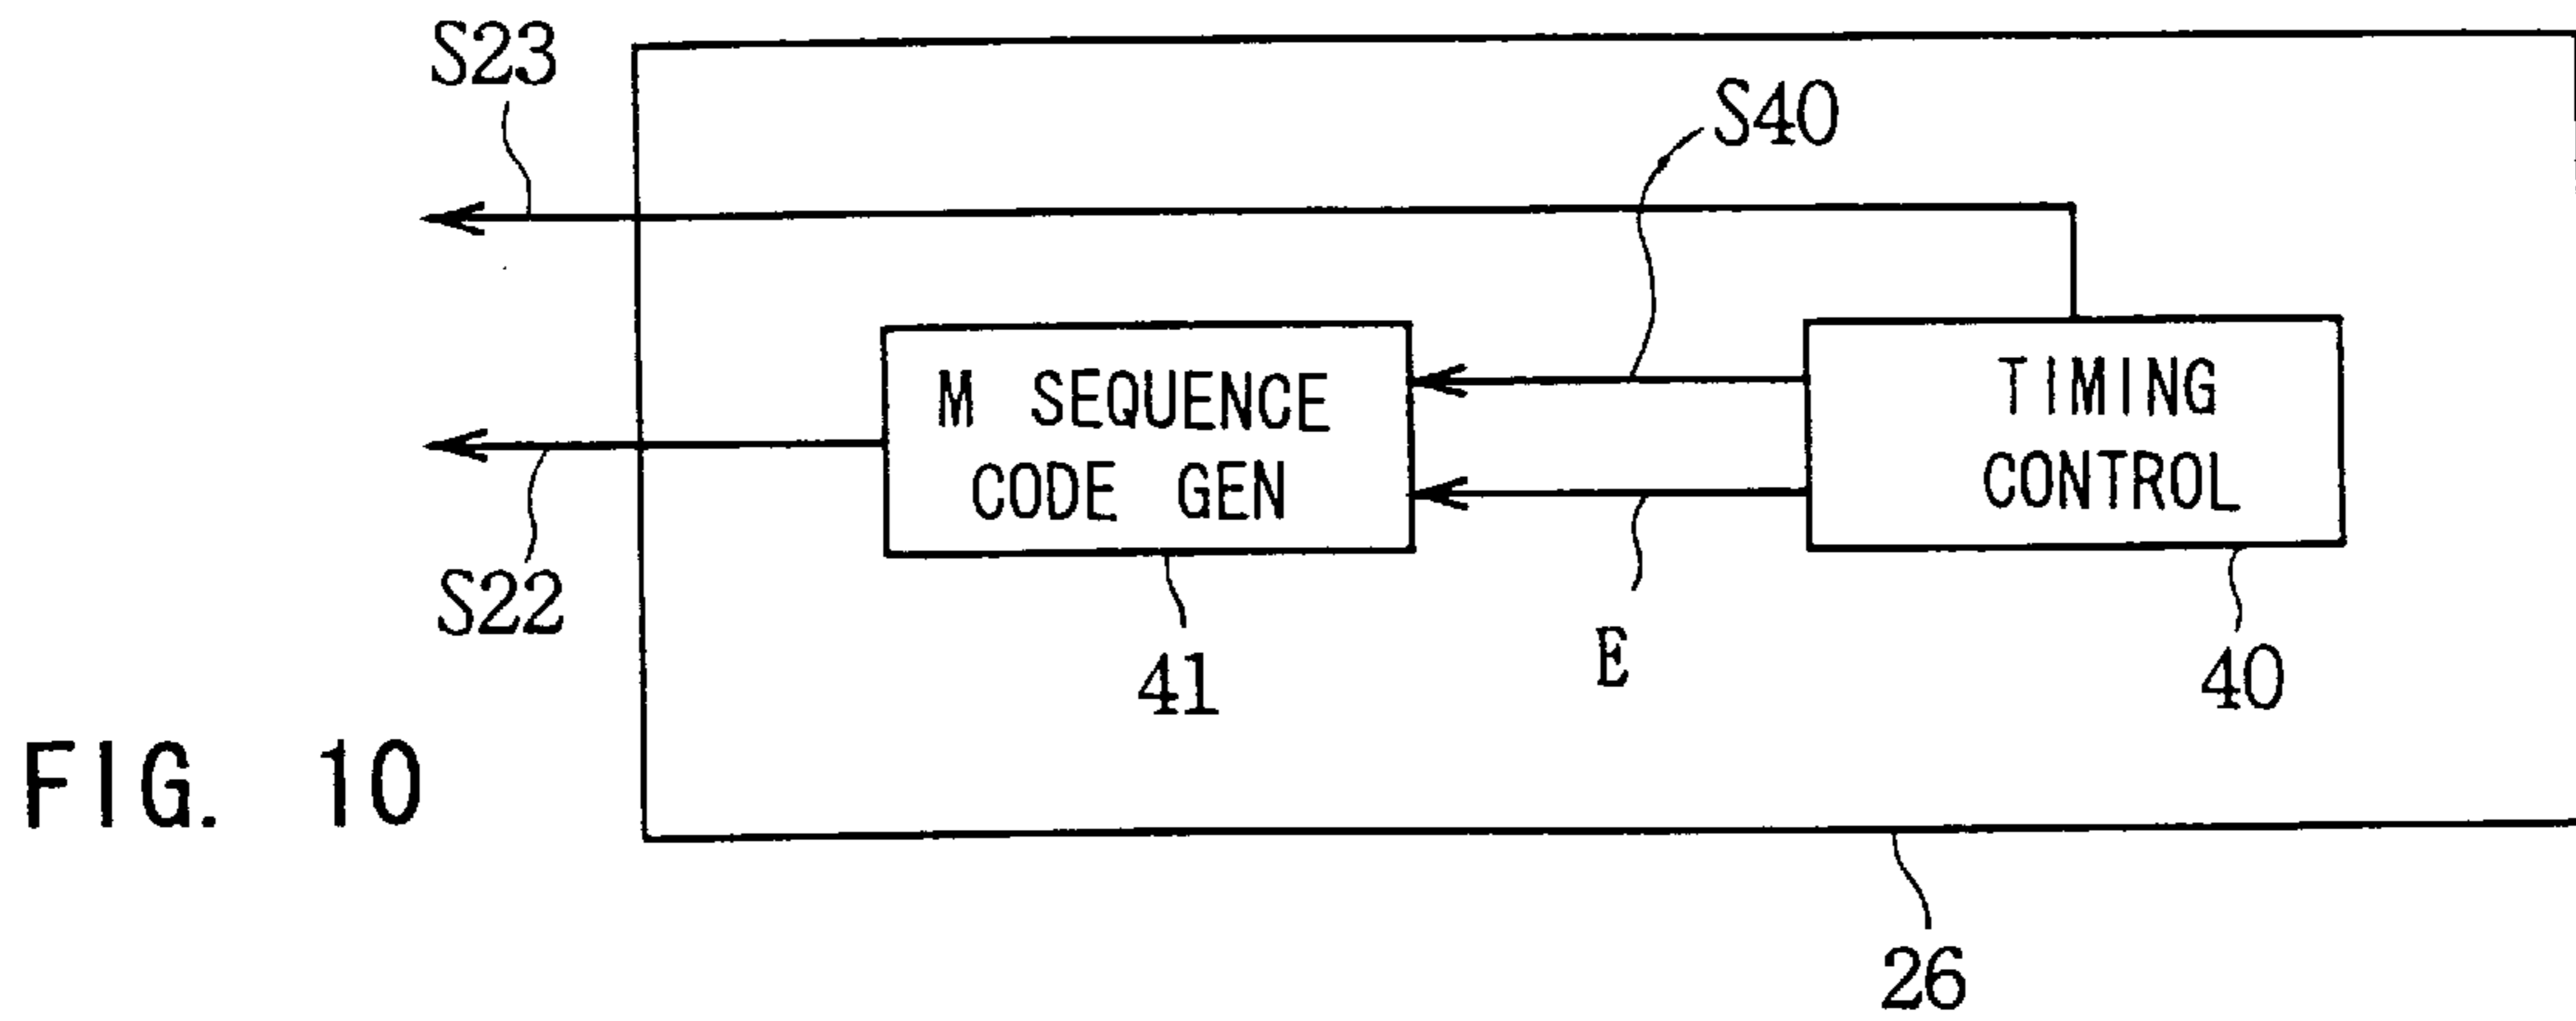 S23
S40
M SEQUENCE
CODE GEN
TIMING
CONTROL
S22
E
41
40
FIG. 10
26